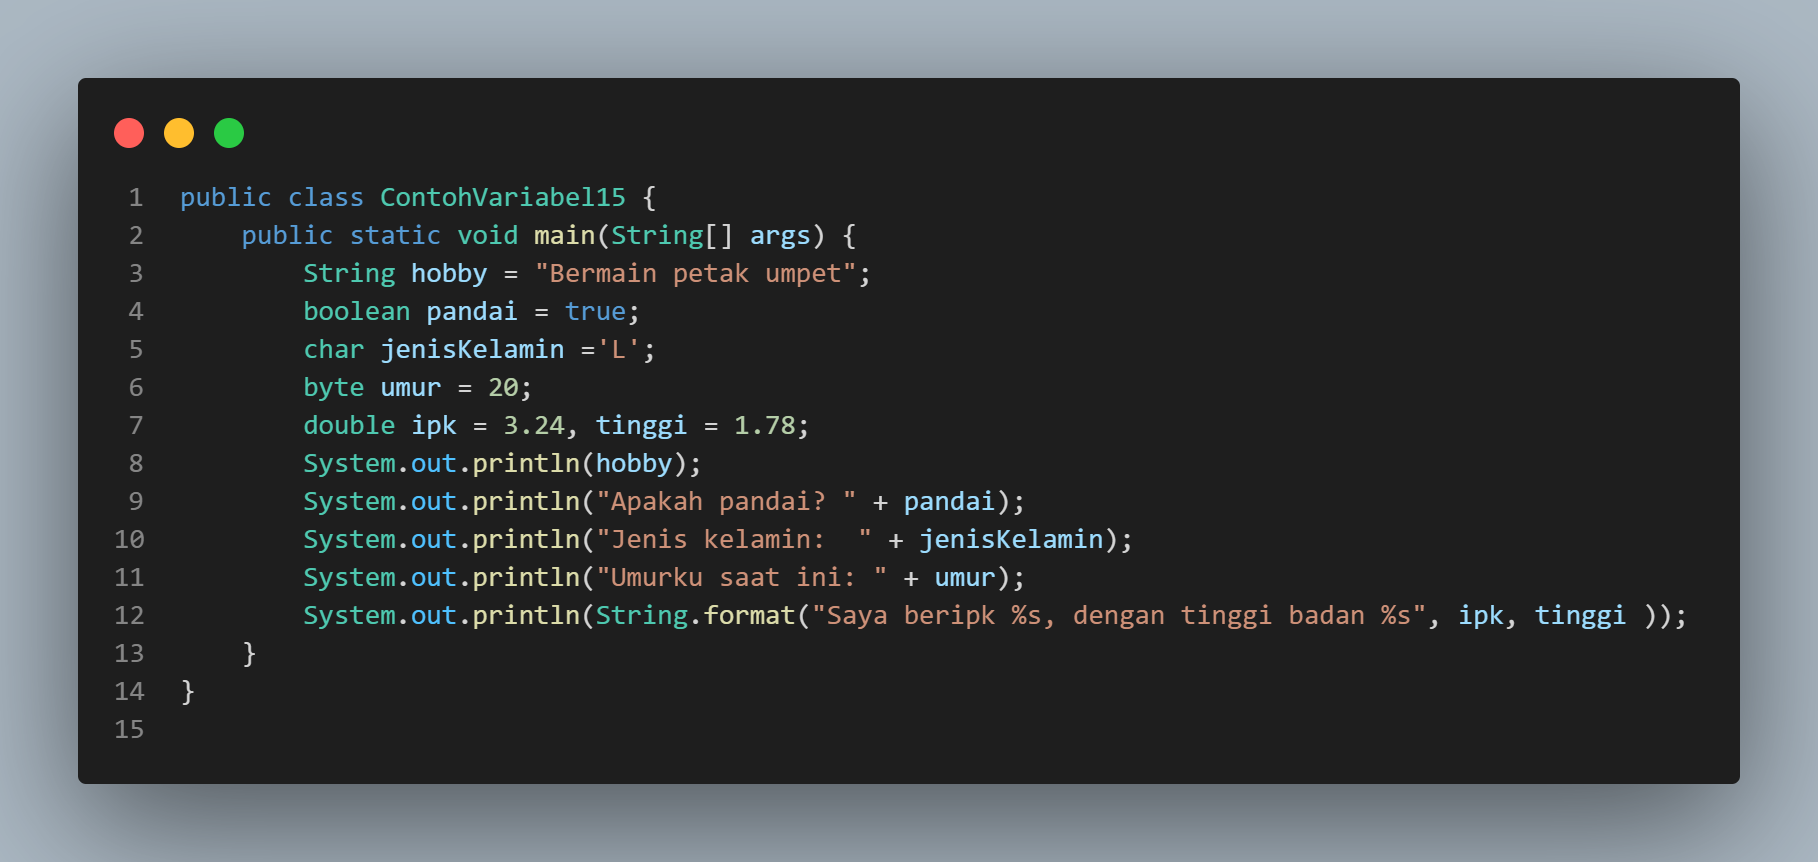 1 public class ContohVariabel15 {
2     public static void main(String[] args) {
3         String hobby = "Bermain petak umpet";
4         boolean pandai = true;
5         char jenisKelamin ='L';
6         byte umur = 20;
7         double ipk = 3.24, tinggi = 1.78;
8         System.out.println(hobby);
9         System.out.println("Apakah pandai? " + pandai);
10         System.out.println("Jenis kelamin:  " + jenisKelamin);
11         System.out.println("Umurku saat ini: " + umur);
12         System.out.println(String.format("Saya beripk %s, dengan tinggi badan %s", ipk, tinggi ));
13     }
14 }
15